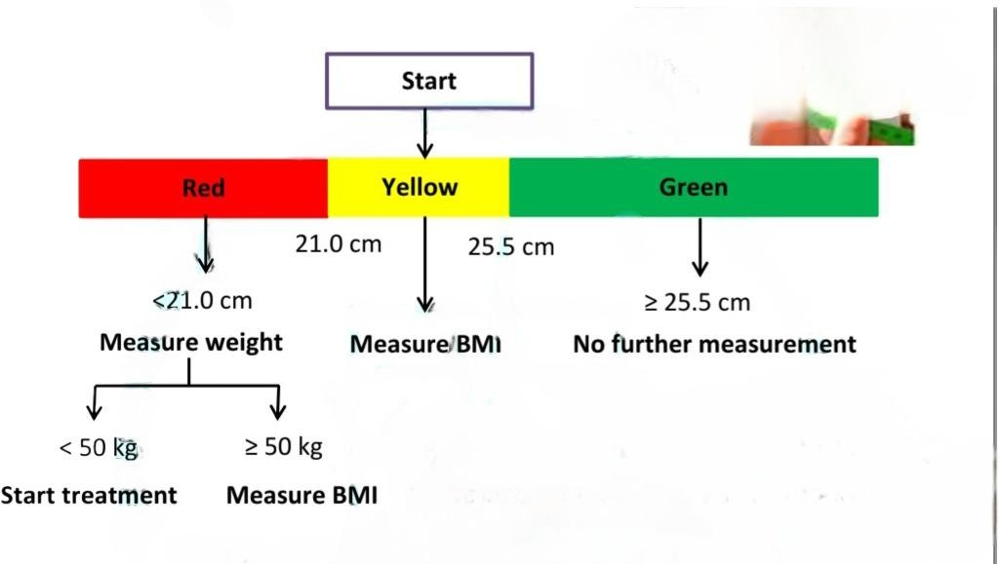 Start
Red Yellow Green
21.0 cm 25.5 cm
<21.0 cm ≥ 25.5 cm
Measure weight Measure BMI No further measurement
< 50 kg ≥ 50 kg
Start treatment Measure BMI